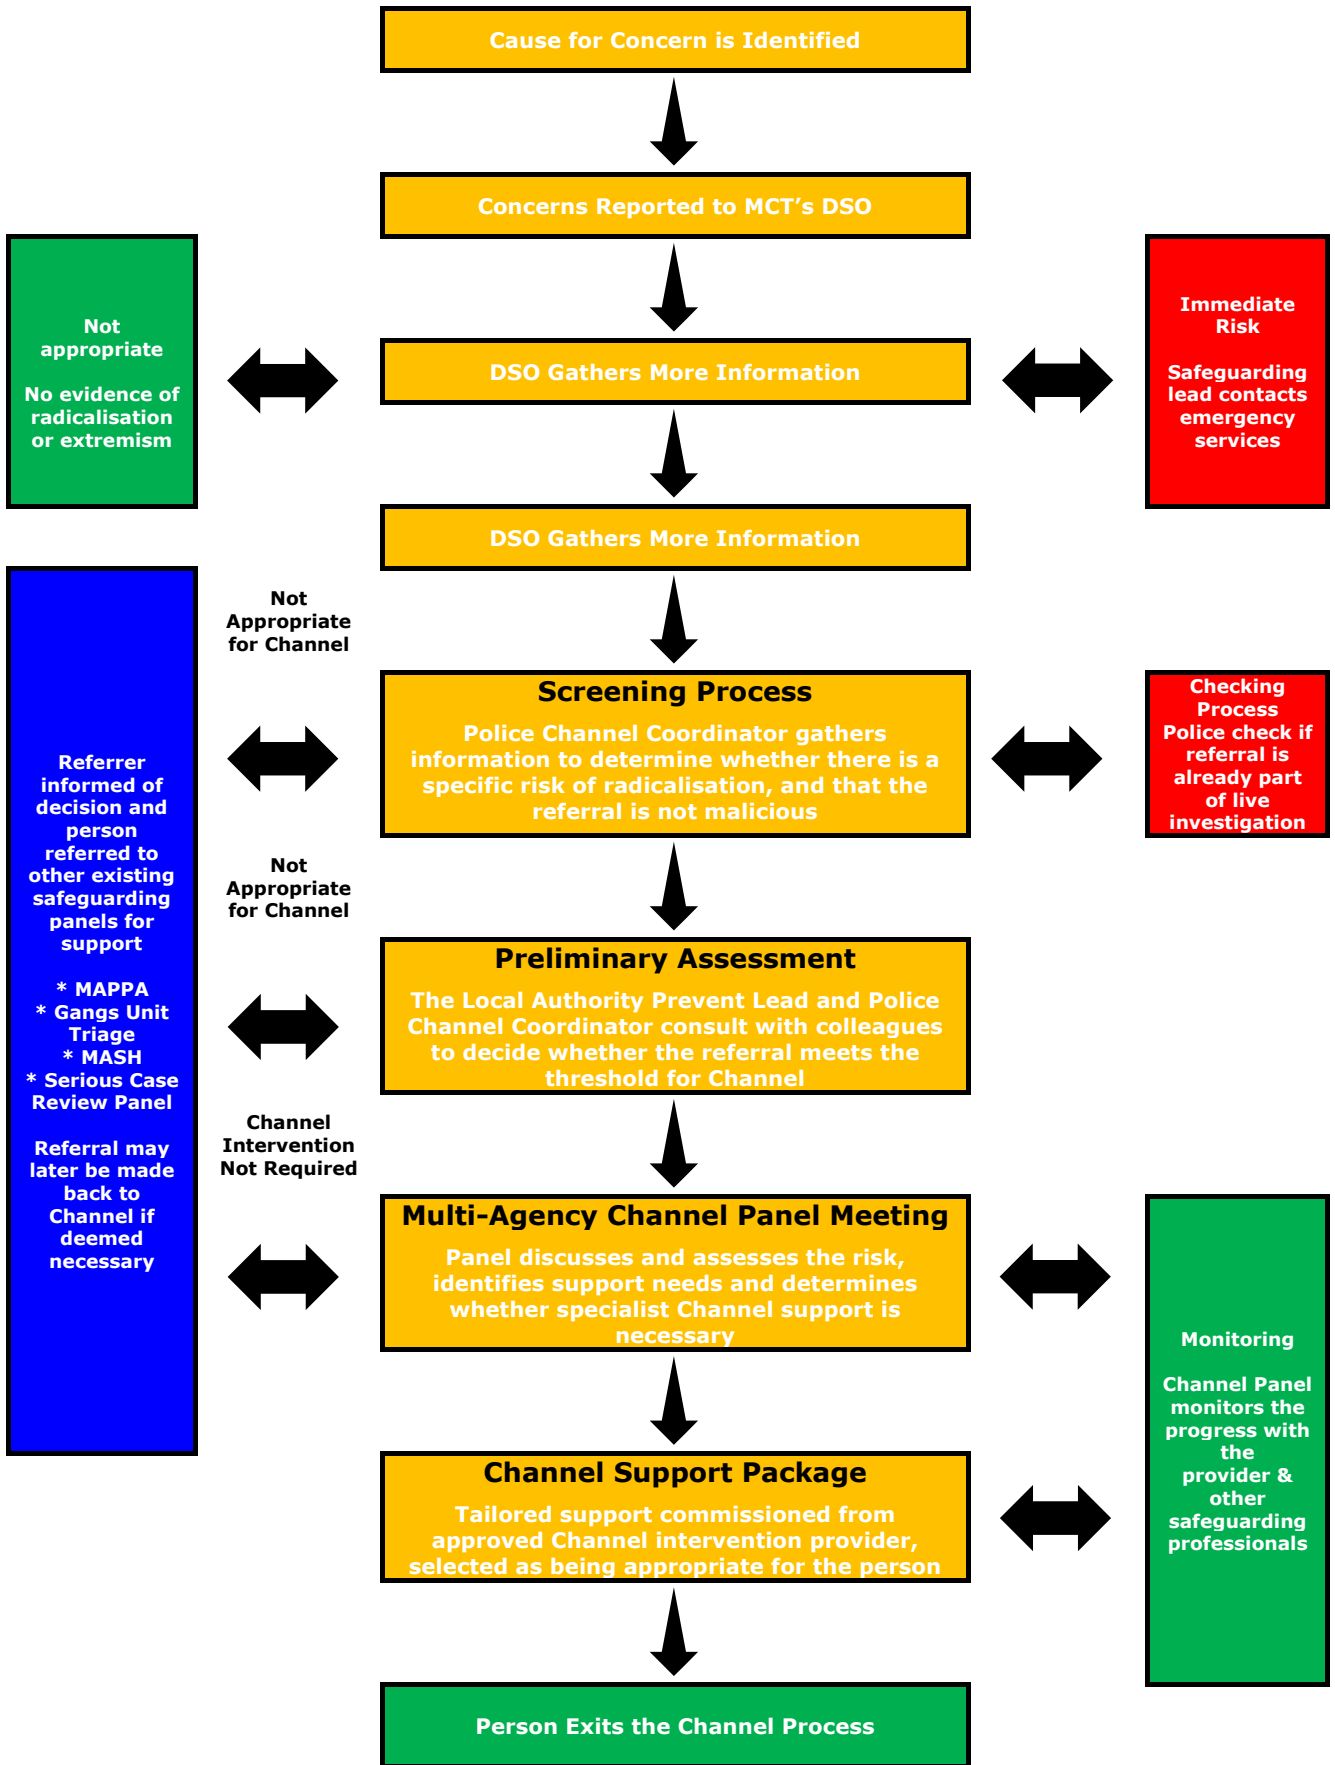 Cause for Concern is Identified
Concerns Reported to MCT’s DSO
Not
appropriate
No evidence of
radicalisation
or extremism
DSO Gathers More Information
Immediate
Risk
Safeguarding
lead contacts
emergency
services
DSO Gathers More Information
Not
Appropriate
for Channel
Screening Process
Police Channel Coordinator gathers
information to determine whether there is a
specific risk of radicalisation, and that the
referral is not malicious
Checking
Process
Police check if
referral is
already part
of live
investigation
Referrer
informed of
decision and
person
referred to
other existing
safeguarding
panels for
support
* MAPPA
* Gangs Unit
Triage
* MASH
* Serious Case
Review Panel
Referral may
later be made
back to
Channel if
deemed
necessary
Not
Appropriate
for Channel
Preliminary Assessment
The Local Authority Prevent Lead and Police
Channel Coordinator consult with colleagues
to decide whether the referral meets the
threshold for Channel
Channel
Intervention
Not Required
Multi–Agency Channel Panel Meeting
Panel discusses and assesses the risk,
identifies support needs and determines
whether specialist Channel support is
necessary
Monitoring
Channel Panel
monitors the
progress with
the
provider &
other
safeguarding
professionals
Channel Support Package
Tailored support commissioned from
approved Channel intervention provider,
selected as being appropriate for the person
Person Exits the Channel Process